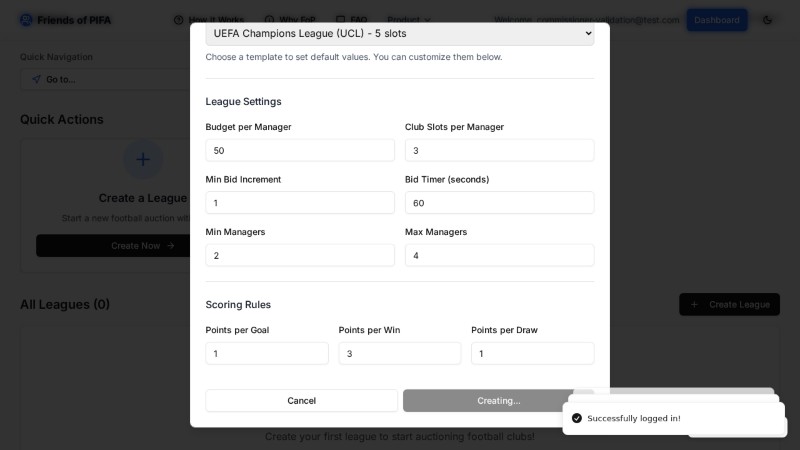 Friends of PIFA
How it Works
Why FoP
FAQ
Product
Welcome, commissioner-validation@test.com
Dashboard
Quick Navigation
Go to...
Quick Actions
Create a League
Start a new football auction with
Create Now →
All Leagues (0)
+ Create League
Create your first league to start auctioning football clubs!
UEFA Champions League (UCL) - 5 slots
Choose a template to set default values. You can customize them below.
League Settings
Budget per Manager
Club Slots per Manager
50
3
Min Bid Increment
Bid Timer (seconds)
1
60
Min Managers
Max Managers
2
4
Scoring Rules
Points per Goal
Points per Win
Points per Draw
1
3
1
Cancel
Creating...
Successfully logged in!